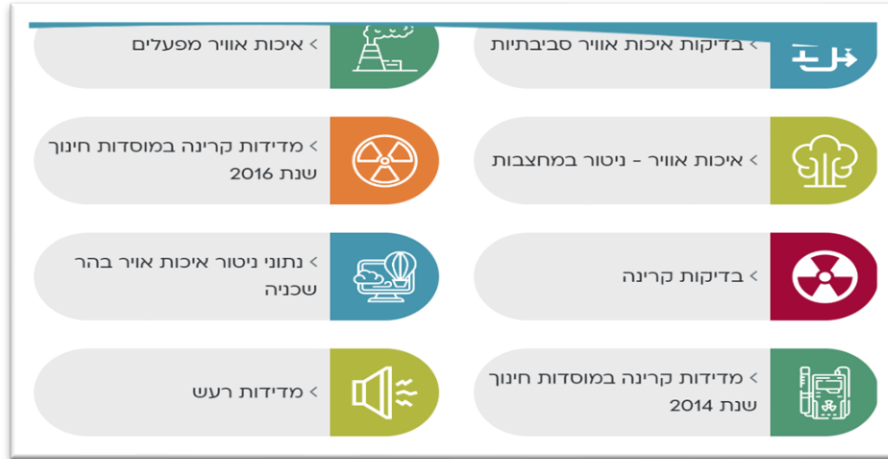 > בדיקות איכות אוויר סביבתיות
> איכות אוויר מפעלים
> איכות אוויר - ניטור במחצבות
> מדידות קרינה במוסדות חינוך
שנת 2016
> בדיקות קרינה
> נתוני ניטור איכות אויר בהר
שכניה
> מדידות קרינה במוסדות חינוך
שנת 2014
> מדידות רעש